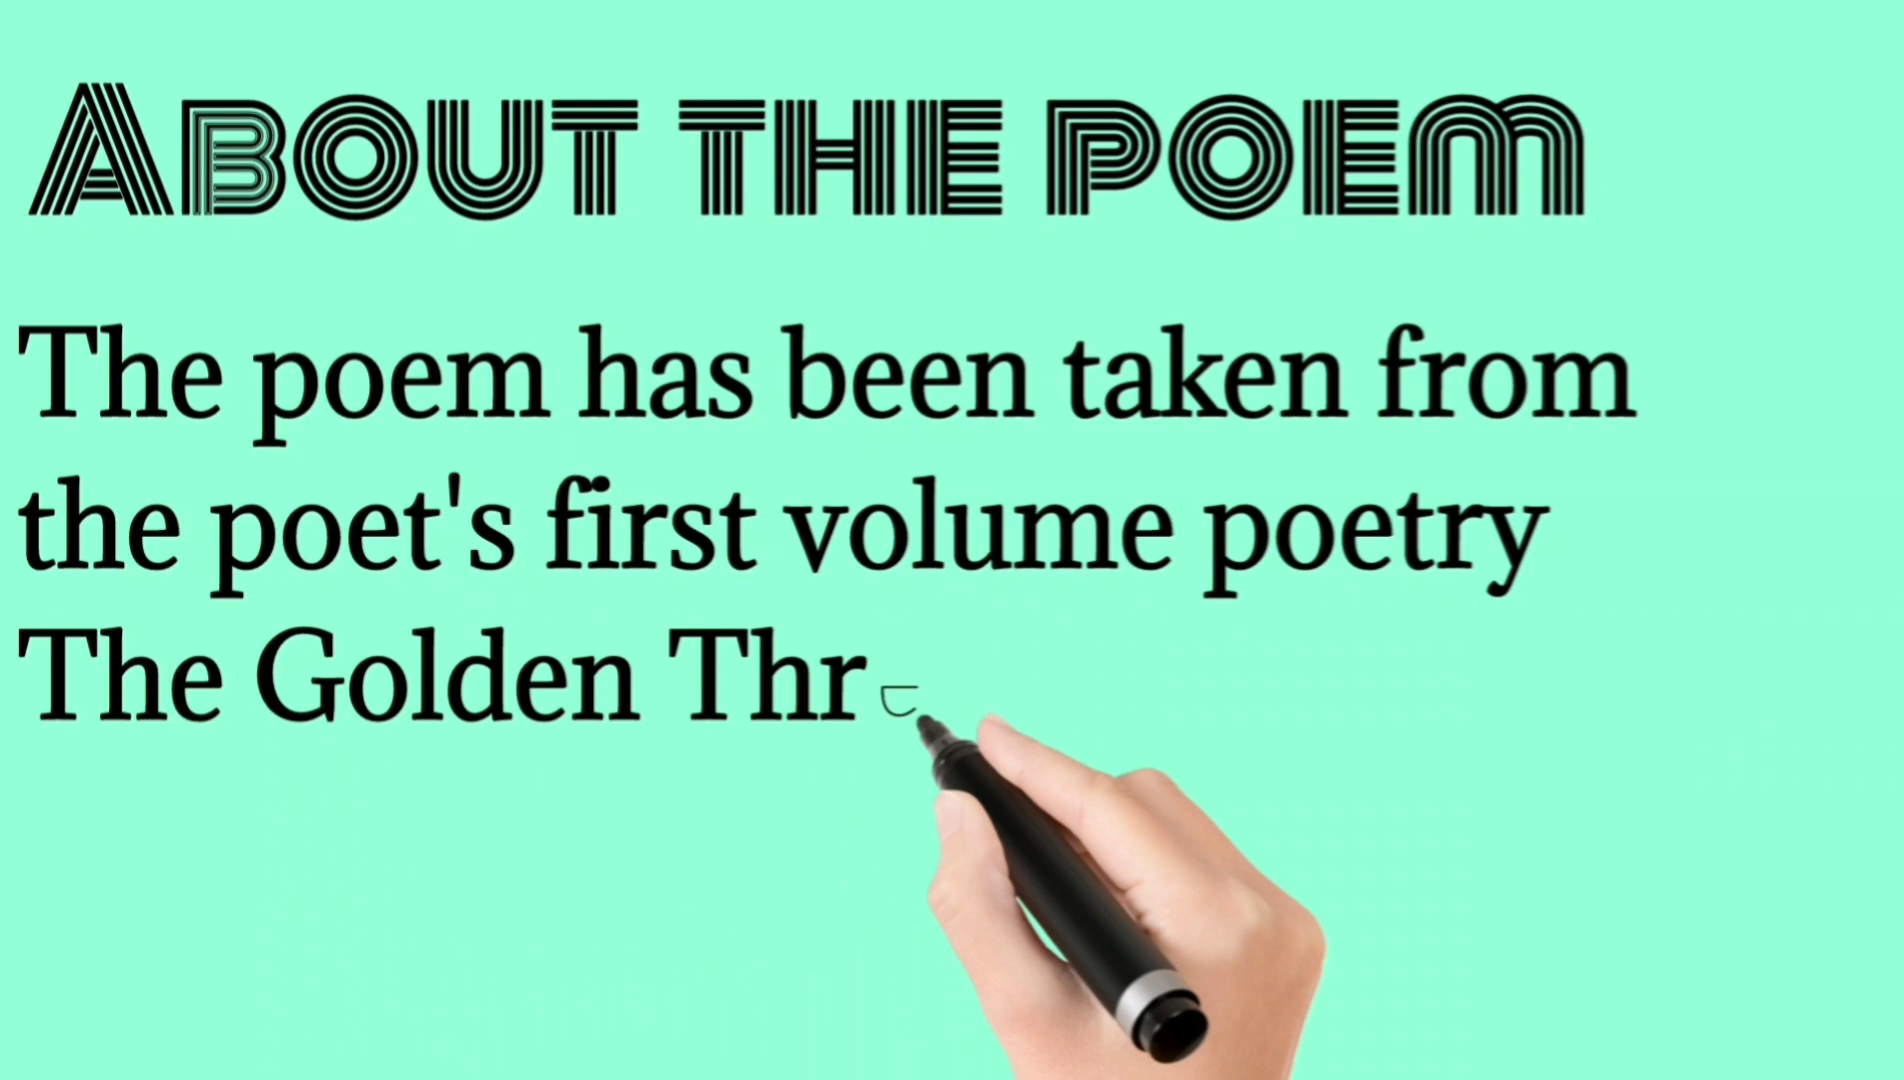 About the poem
The poem has been taken from
the poet's first volume poetry
The Golden Thr